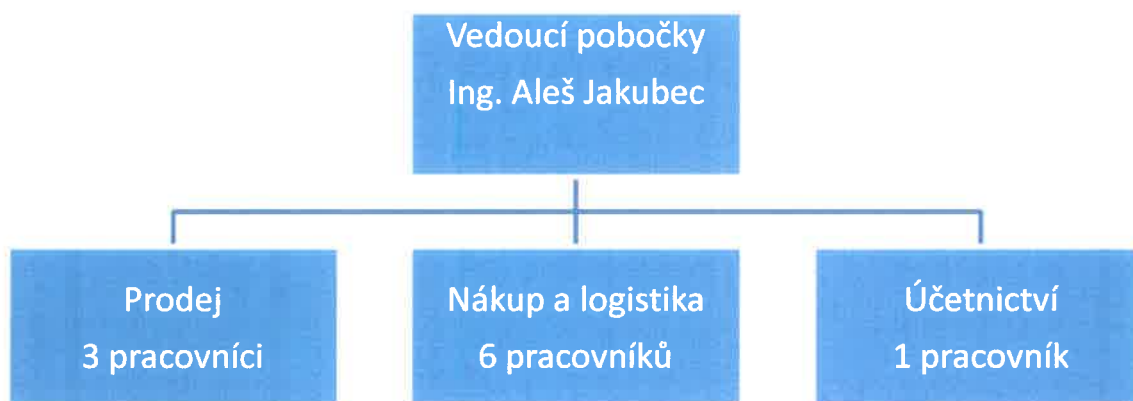 Vedoucí pobočky
Ing. Aleš Jakubec
Prodej
3 pracovníci
Nákup a logistika
6 pracovníků
Účetnictví
1 pracovník